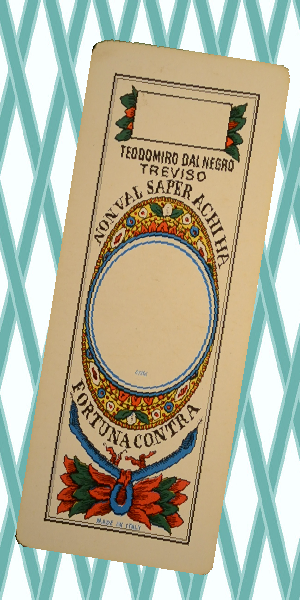 TEODOMIRO DAL NEGRO
TREVISO
NON VAL SAPER A CHI HA
FORTUNA CONTRA
MADE IN ITALY